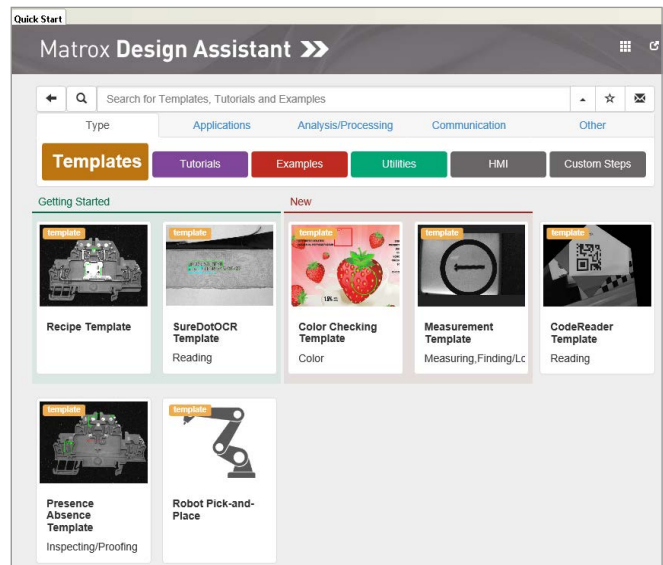 Quick Start
Matrox Design Assistant
Search for Templates, Tutorials and Examples
Type Applications Analysis/Processing Communication Other
Templates Tutorials Examples Utilities HMI Custom Steps
Getting Started New
template template template template template
Recipe Template
SureDotOCR
Template
Reading
Color Checking
Template
Color
Measurement
Template
Measuring,Finding/Lc
CodeReader
Template
Reading
template template
Presence
Absence
Template
Inspecting/Proofing
Robot Pick-and-
Place